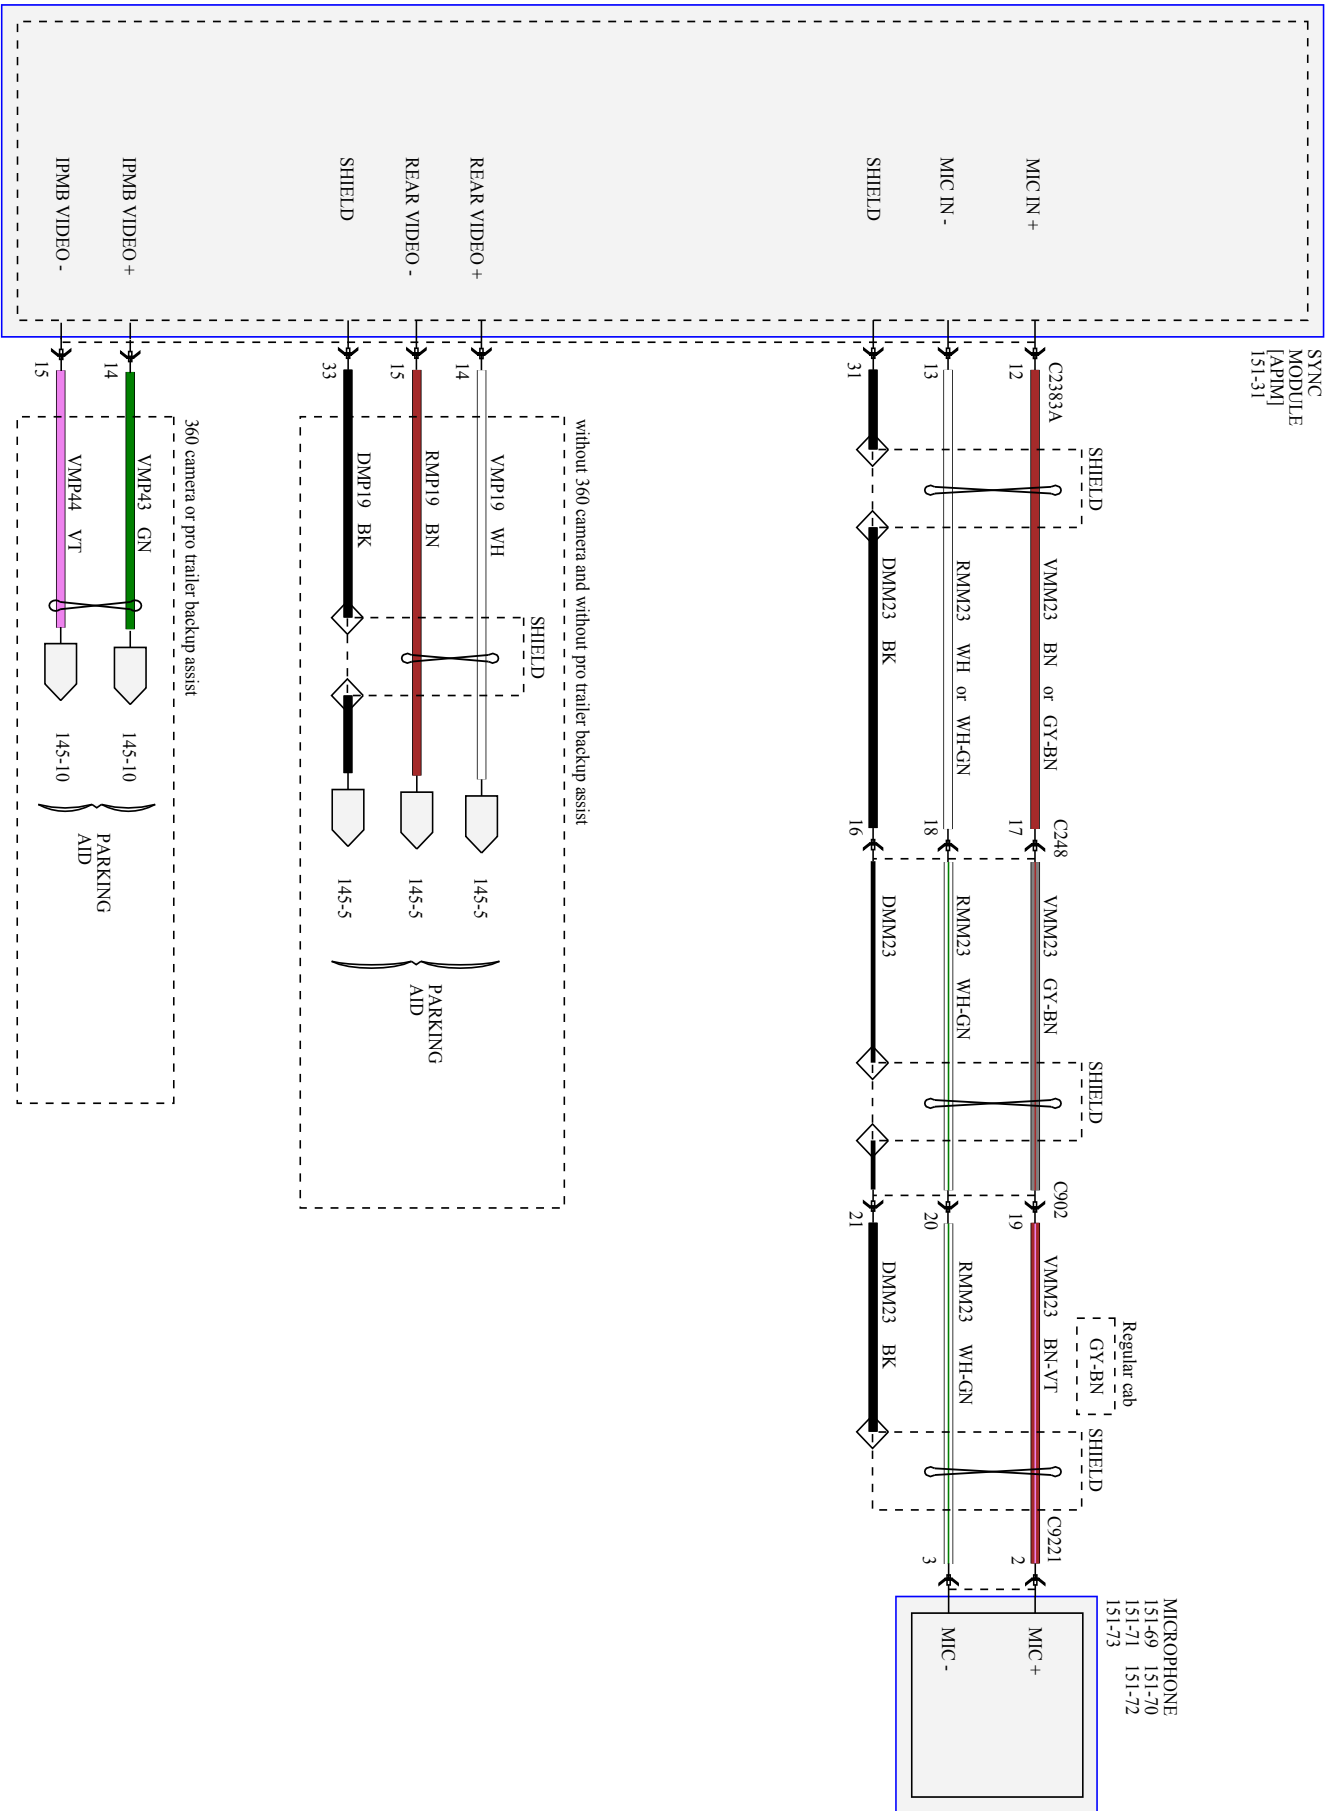 SYNC
MODULE
[APIM]
151-31
MICROPHONE
151-69 151-70
151-71 151-72
151-73
Regular cab
GY-BN
SHIELD
SHIELD
SHIELD
C2383A
C248
C902
C9221
MIC IN +
12
VMM23 BN or GY-BN
17
VMM23 GY-BN
19
VMM23 BN-VT
2
MIC +
MIC IN -
13
RMM23 WH or WH-GN
18
RMM23 WH-GN
20
RMM23 WH-GN
3
MIC -
SHIELD
31
DMM23 BK
16
DMM23
21
DMM23 BK
without 360 camera and without pro trailer backup assist
SHIELD
REAR VIDEO +
14
VMP19 WH
145-5
REAR VIDEO -
15
RMP19 BN
145-5
SHIELD
33
DMP19 BK
145-5
PARKING
AID
360 camera or pro trailer backup assist
IPMB VIDEO +
14
VMP43 GN
145-10
IPMB VIDEO -
15
VMP44 VT
145-10
PARKING
AID